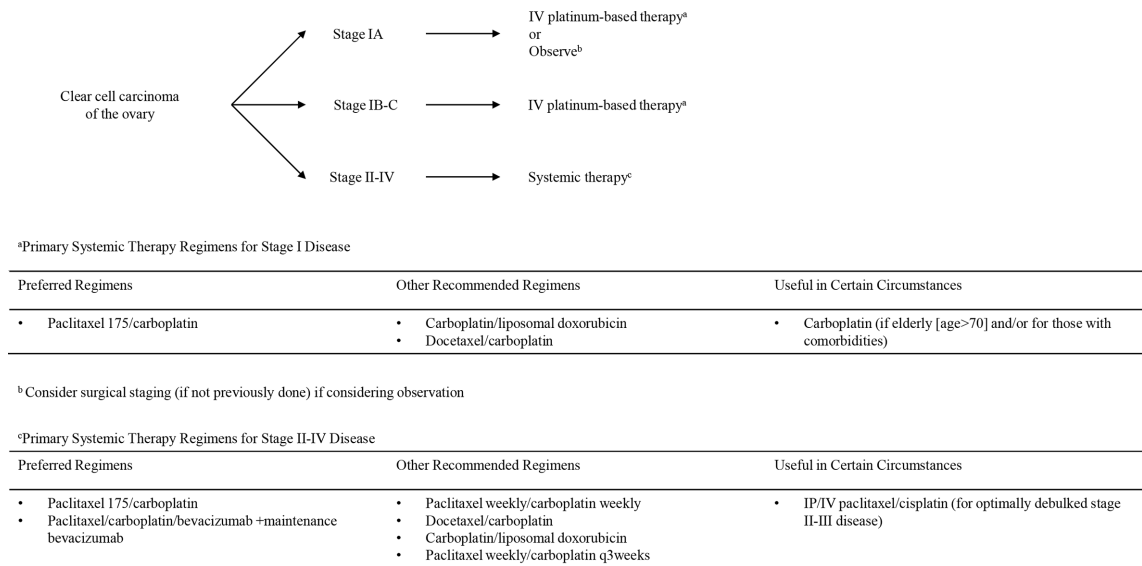 IV platinum-based therapyᵃ
or
Observeᵇ
Stage IA
Clear cell carcinoma
of the ovary
Stage IB-C
IV platinum-based therapyᵃ
Stage II-IV
Systemic therapyᶜ
ᵃPrimary Systemic Therapy Regimens for Stage I Disease
Preferred Regimens
Other Recommended Regimens
Useful in Certain Circumstances
• Paclitaxel 175/carboplatin
• Carboplatin/liposomal doxorubicin
• Docetaxel/carboplatin
• Carboplatin (if elderly [age>70] and/or for those with
comorbidities)
ᵇ Consider surgical staging (if not previously done) if considering observation
ᶜPrimary Systemic Therapy Regimens for Stage II-IV Disease
Preferred Regimens
Other Recommended Regimens
Useful in Certain Circumstances
• Paclitaxel 175/carboplatin
• Paclitaxel/carboplatin/bevacizumab +maintenance
bevacizumab
• Paclitaxel weekly/carboplatin weekly
• Docetaxel/carboplatin
• Carboplatin/liposomal doxorubicin
• Paclitaxel weekly/carboplatin q3weeks
• IP/IV paclitaxel/cisplatin (for optimally debulked stage
II-III disease)